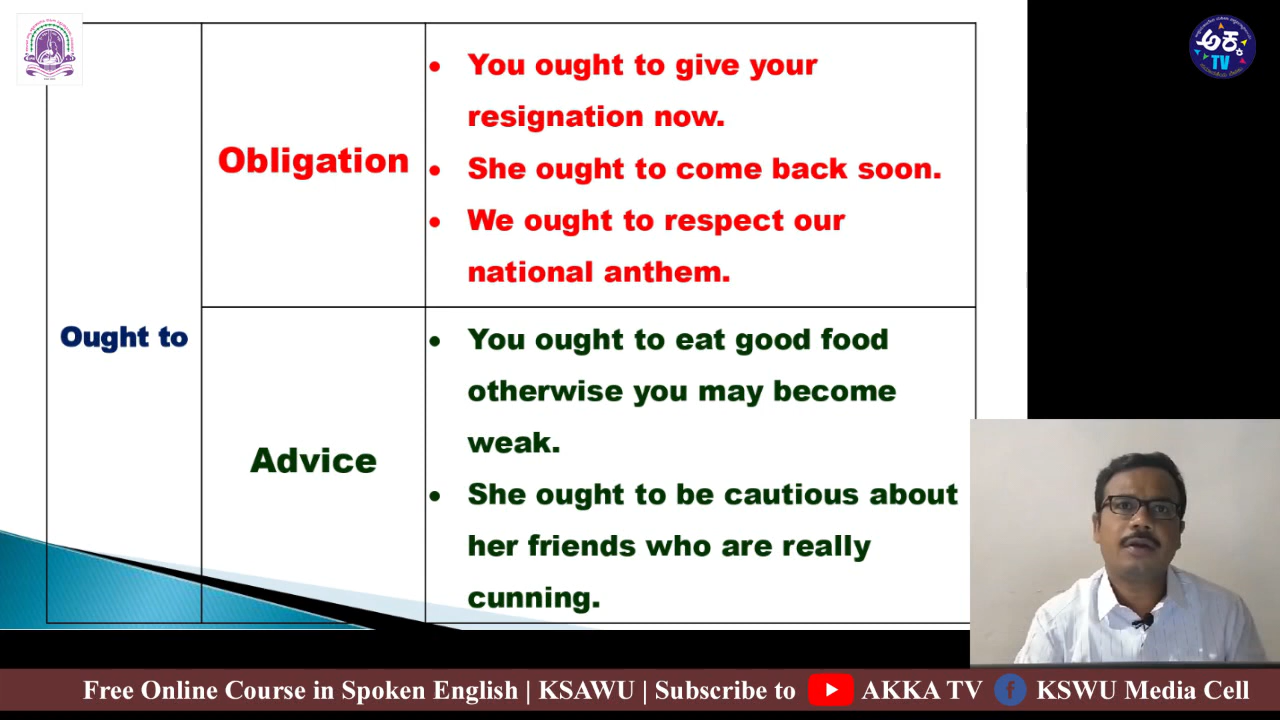 ಅಕ್ಕ
TV
Obligation
• You ought to give your
resignation now.
• She ought to come back soon.
• We ought to respect our
national anthem.
Ought to
Advice
• You ought to eat good food
otherwise you may become
weak.
• She ought to be cautious about
her friends who are really
cunning.
Free Online Course in Spoken English | KSAWU | Subscribe to AKKA TV f KSWU Media Cell